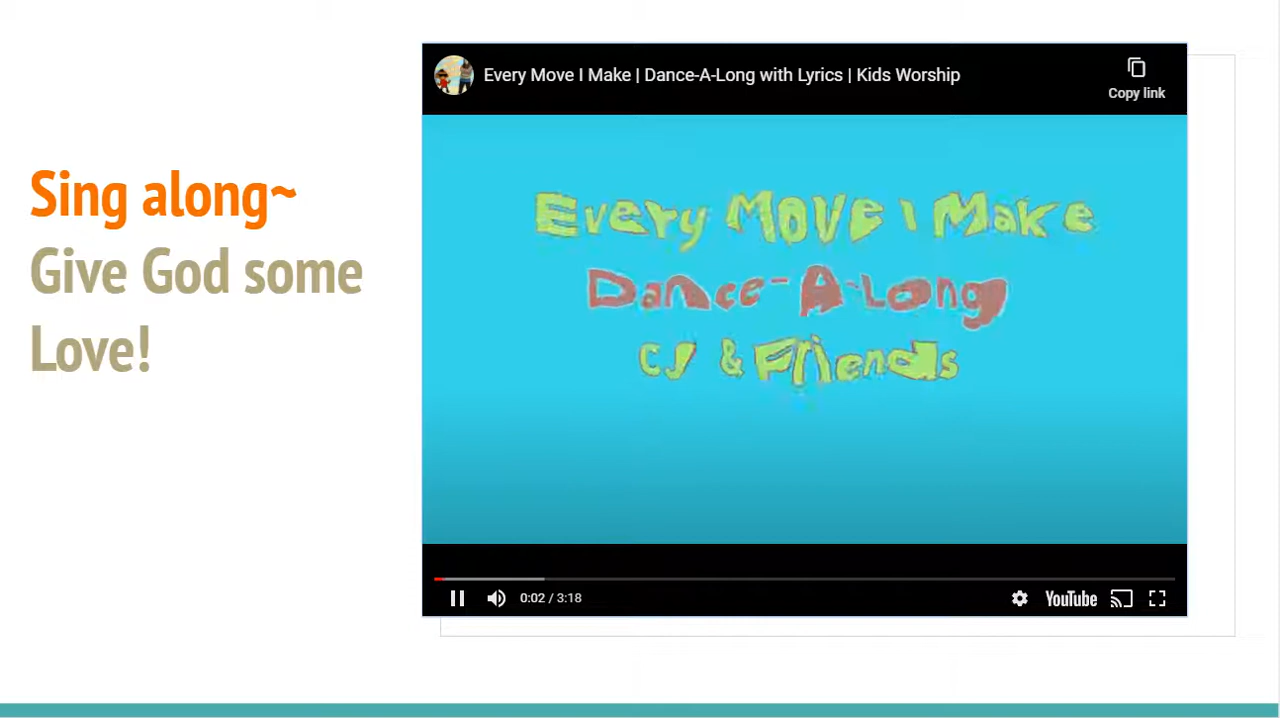 Sing along~
Give God some
Love!
Every Move I Make | Dance-A-Long with Lyrics | Kids Worship
Copy link
Every Move I Make
Dance-A-Long
CJ & Friends
0:02 / 3:18
YouTube